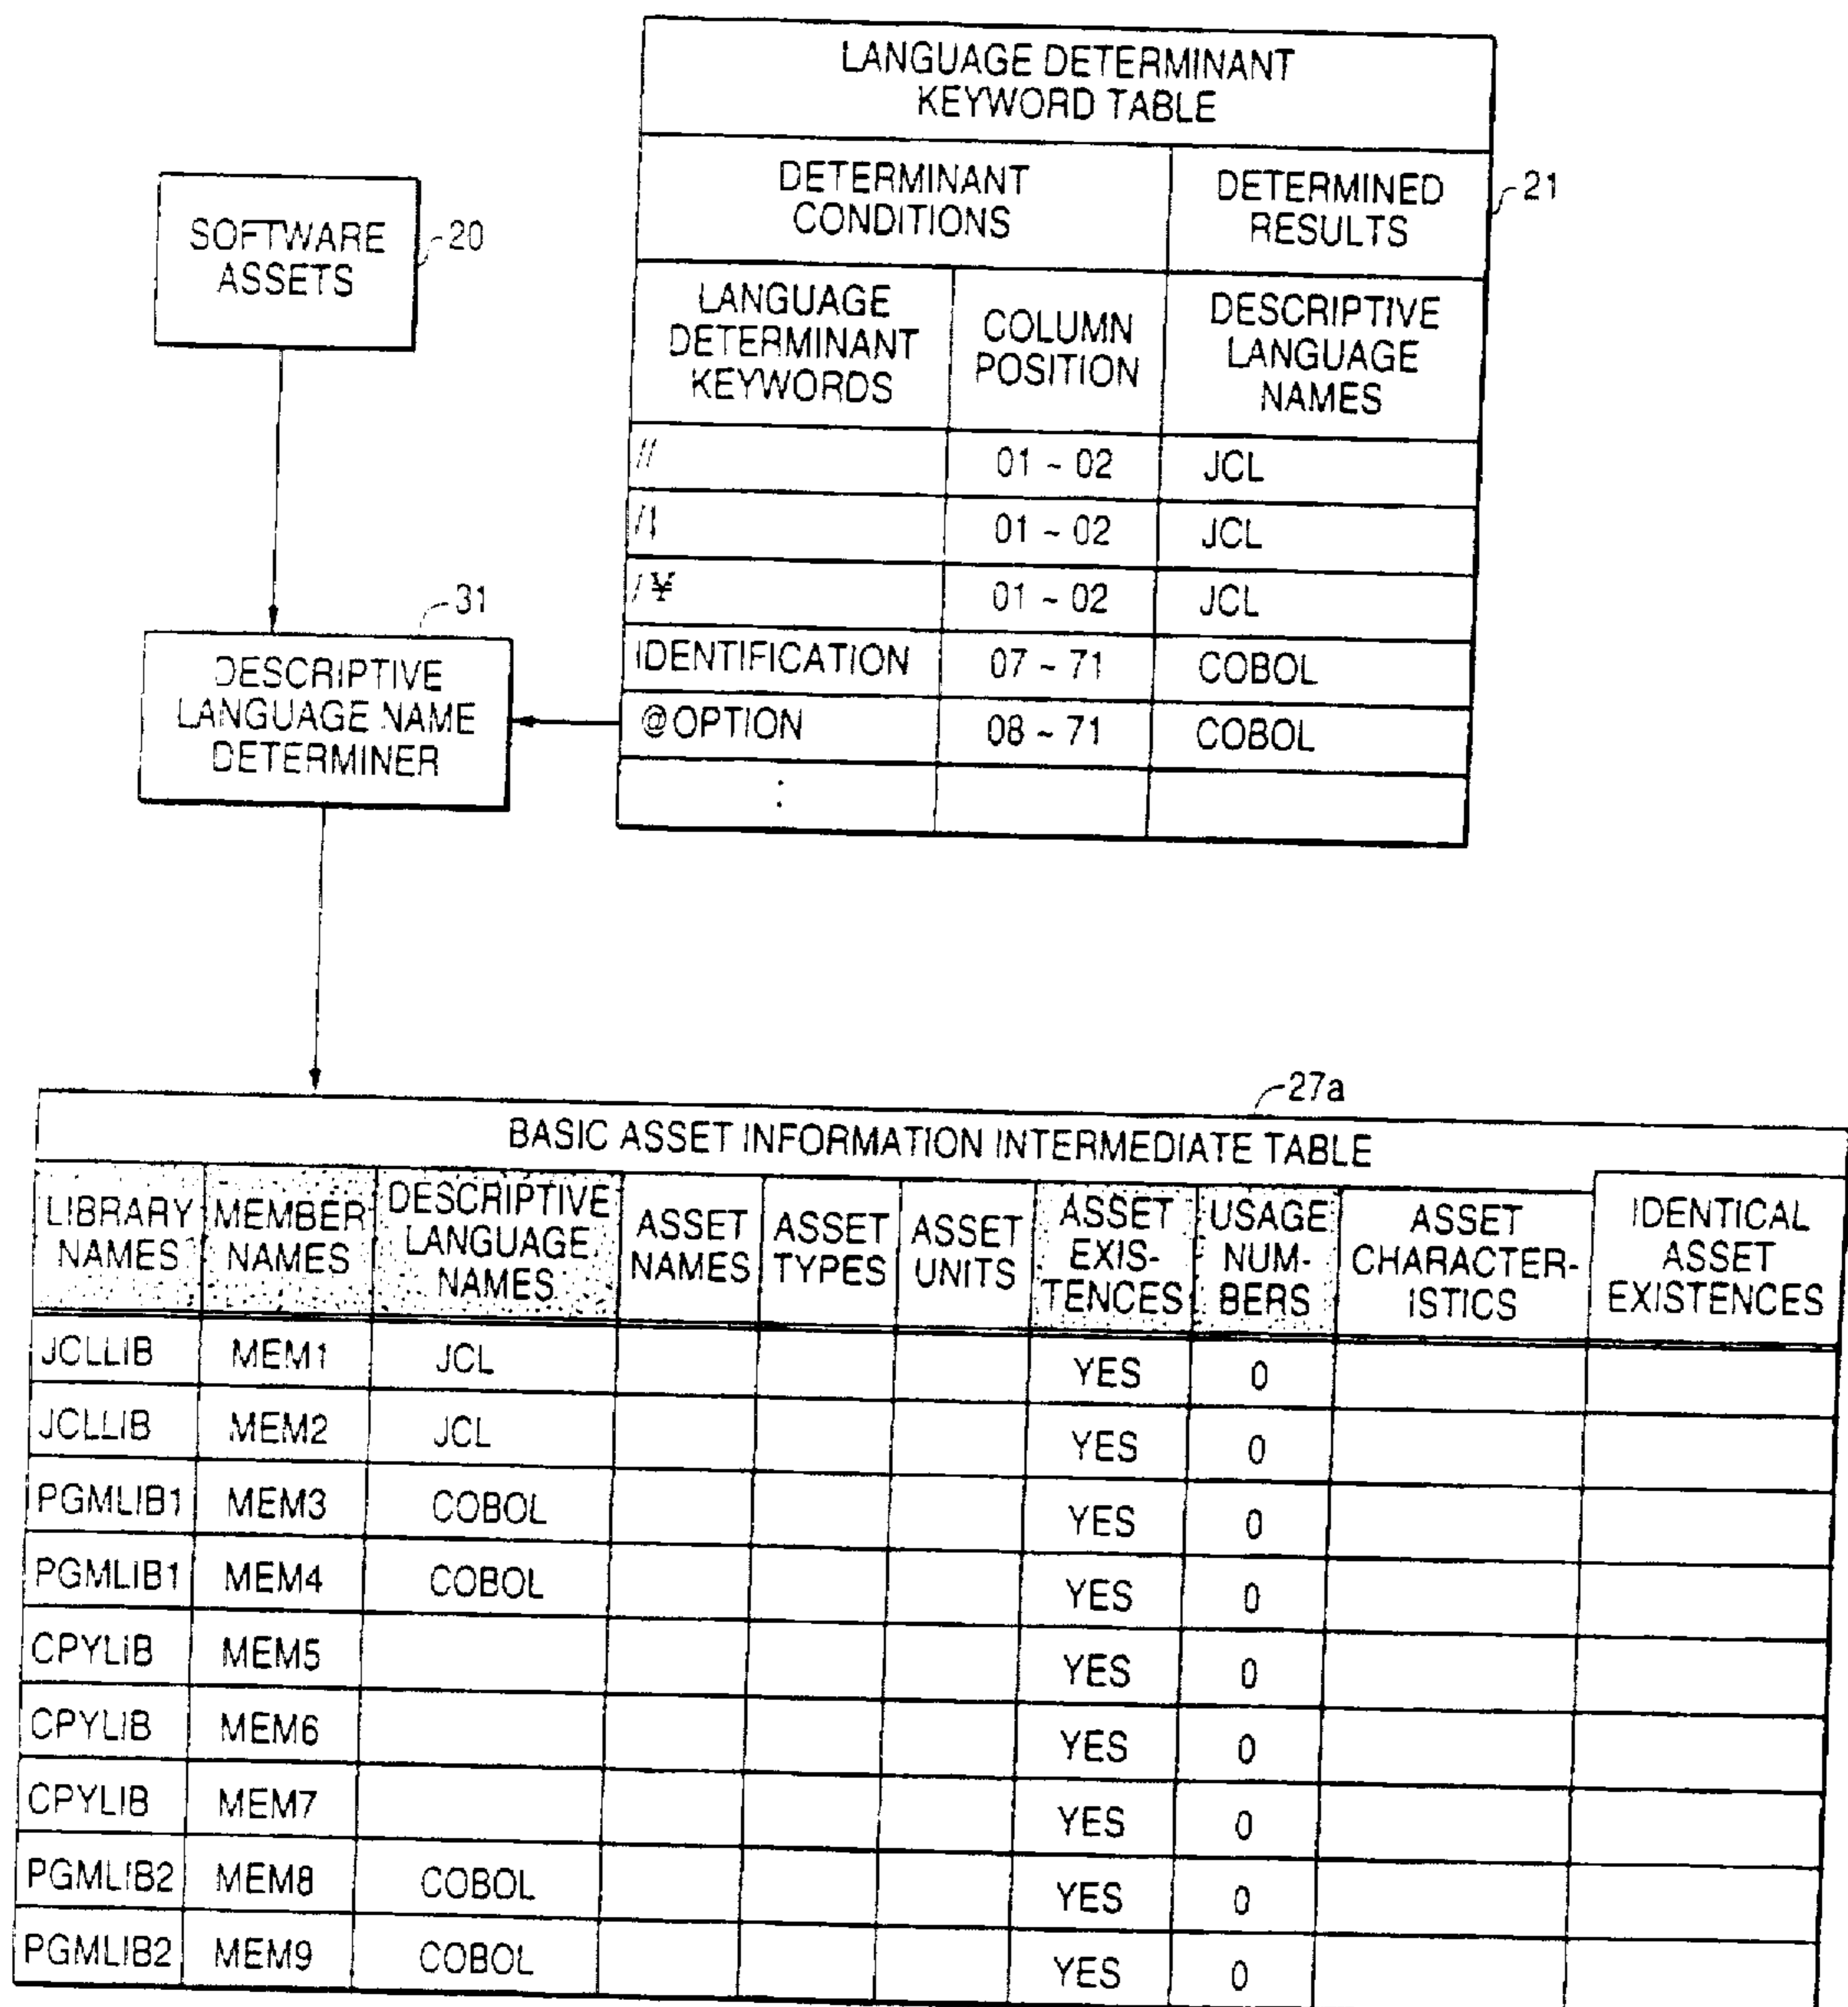 LANGUAGE DETERMINANT
KEYWORD TABLE
DETERMINANT
CONDITIONS
DETERMINED
RESULTS
21
SOFTWARE
ASSETS
20
LANGUAGE
DETERMINANT
KEYWORDS
COLUMN
POSITION
DESCRIPTIVE
LANGUAGE
NAMES
// 01 ~ 02 JCL
01 ~ 02 JCL
/¥ 01 ~ 02 JCL
IDENTIFICATION 07 ~ 71 COBOL
@OPTION 08 ~ 71 COBOL
:
31
DESCRIPTIVE
LANGUAGE NAME
DETERMINER
27a
BASIC ASSET INFORMATION INTERMEDIATE TABLE
LIBRARY
NAMES
MEMBER
NAMES
DESCRIPTIVE
LANGUAGE
NAMES
ASSET
NAMES
ASSET
TYPES
ASSET
UNITS
ASSET
EXIS-
TENCES
USAGE
NUM-
BERS
ASSET
CHARACTER-
ISTICS
IDENTICAL
ASSET
EXISTENCES
JCLLIB MEM1 JCL YES 0
JCLLIB MEM2 JCL YES 0
PGMLIB1 MEM3 COBOL YES 0
PGMLIB1 MEM4 COBOL YES 0
CPYLIB MEM5 YES 0
CPYLIB MEM6 YES 0
CPYLIB MEM7 YES 0
PGMLIB2 MEM8 COBOL YES 0
PGMLIB2 MEM9 COBOL YES 0